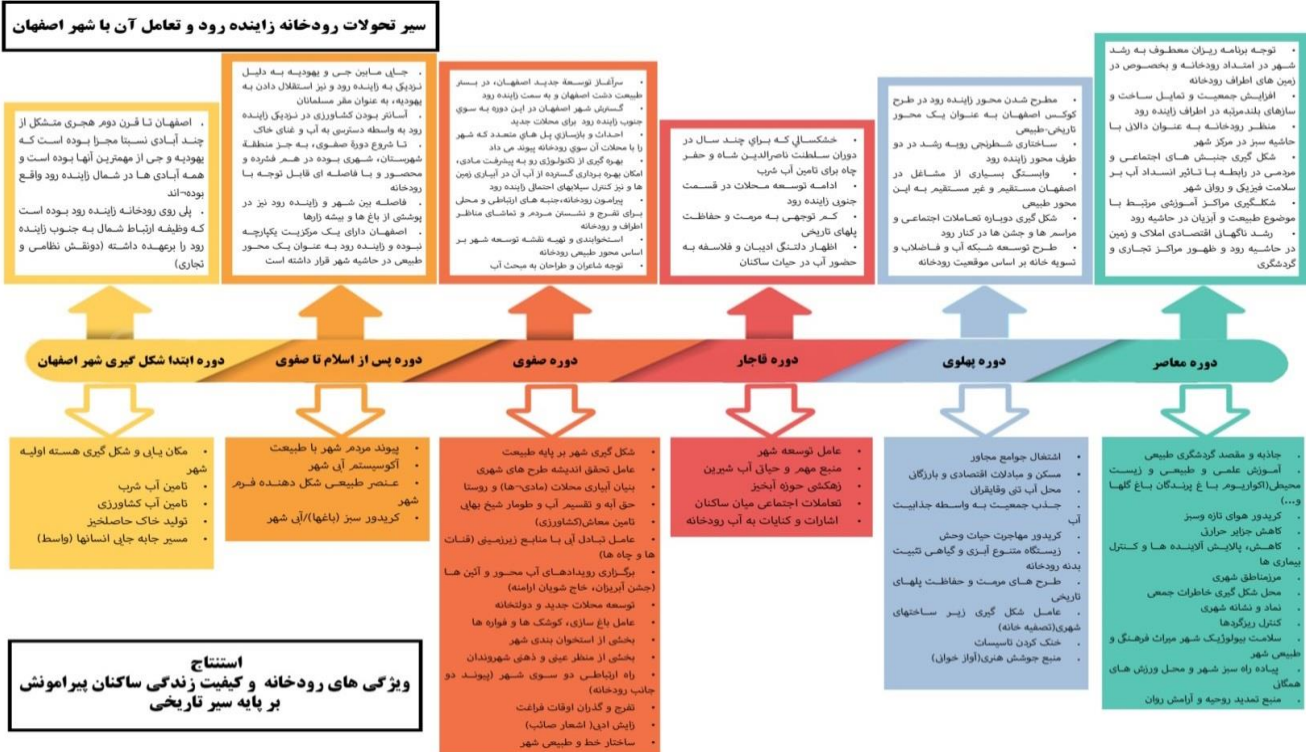 سیر تحولات رودخانه زاینده رود و تعامل آن با شهر اصفهان
• اصفهان تا قرن دوم هجری متشکل از
چند آبادی نسبتا مجزا بوده است که
یهودیه و جی از مهمترین آنها بوده است و
همه آبادی ها در شمال زاینده رود واقع
بوده¬اند
• پلی روی رودخانه زاینده رود بوده است
که وظیفه ارتباط شمال به جنوب زاینده
رود را برعهده داشته (دونقش نظامی و
تجاری)
• جایی مابین جی و یهودیه به دلیل
نزدیکی به زاینده رود و نیز استقلال دادن به
یهودیه، به عنوان مقر مسلمانان
• آسانتر بودن کشاورزی در نزدیکی زاینده
رود به واسطه دسترسی به آب و غنای خاک
• تا شروع دورهٔ صفوی، به جز منطقهٔ
شهرستان، شهری بوده در هم فشرده و
محصور و با فاصله ای قابل توجه با
رودخانه
• فاصله بین شهر و زاینده رود نیز در
پوششی از باغ ها و بیشه زارها
• اصفهان دارای یک مرکزیت یکپارچه
نبوده و زاینده رود به عنوان یک محور
طبیعی در حاشیه شهر قرار داشته است
• سرآغاز توسعهٔ جدید اصفهان، در بستر
طبیعت دشت اصفهان و به سمت زاینده رود
• گسترش شهر اصفهان در این دوره به سوی
جنوب زاینده رود برای محلات جدید
• احداث و بازسازی پل های متعدد که شهر
را با محلات آن سوی رودخانه پیوند می داد
• بهره گیری از تکنولوژی رو به پیشرفت مادی،
امکان بهره برداری گسترده از آب آن در آبیاری زمین
ها و نیز کنترل سیلابهای احتمالی زاینده رود
• پیرامون رودخانه،جنبه های ارتباطی و محلی
برای تفرج و نشستن مردم و تماشای مناظر
اطراف و رودخانه
• استخوانبندی و تهیه نقشه توسعه شهر بر
اساس محور طبیعی رودخانه
• توجه شاعران و طراحان به مبحث آب
• خشکسالی که برای چند سال در
دوران سلطنت ناصرالدین شاه و حفر
چاه برای تامین آب شرب
• ادامه توسعه محلات در قسمت
جنوبی زاینده رود
• کم توجهی به مرمت و حفاظت
پلهای تاریخی
• اظهار دلتنگی ادیبان و فلاسفه به
حضور آب در حیات ساکنان
• مطرح شدن محور زاینده رود در طرح
کوکس اصفهان به عنوان یک محور
تاریخی-طبیعی
• ساختاری شطرنجی روبه رشد در دو
طرف محور زاینده رود
• وابستگی بسیاری از مشاغل در
اصفهان مستقیم و غیر مستقیم به این
محور طبیعی
• شکل گیری دوباره تعاملات اجتماعی و
مراسم ها و جشن ها در کنار رود
• طرح توسعه شبکه آب و فاضلاب و
تسویه خانه بر اساس موقعیت رودخانه
• توجه برنامه ریزان معطوف به رشد
شهر در امتداد رودخانه و بخصوص در
زمین های اطراف رودخانه
• افزایش جمعیت و تمایل ساخت و
سازهای بلندمرتبه در اطراف زاینده رود
• منظر رودخانه به عنوان دالانی با
حاشیه سبز در مرکز شهر
• شکل گیری جنبش های اجتماعی و
مردمی در رابطه با تاثیر انسداد آب بر
سلامت فیزیکی و روانی شهر
• شکلگیری مراکز آموزشی مرتبط با
موضوع طبیعت و آبزیان در حاشیه رود
• رشد ناگهانی اقتصادی املاک و زمین
در حاشیه رود و ظهور مراکز تجاری و
گردشگری
دوره ابتدا شکل گیری شهر اصفهان
دوره پس از اسلام تا صفوی
دوره صفوی
دوره قاجار
دوره پهلوی
دوره معاصر
• مکان یابی و شکل گیری هسته اولیه
شهر
• تامین آب شرب
• تامین آب کشاورزی
• تولید خاک حاصلخیز
• مسیر جابه جایی انسانها (واسط)
• پیوند مردم شهر با طبیعت
• اکوسیستم آبی شهر
• عنصر طبیعی شکل دهنده فرم
شهر
• کریدور سبز (باغها)/آبی شهر
• شکل گیری شهر بر پایه طبیعت
• عامل تحقق اندیشه طرح های شهری
• بنیان آبیاری محلات (مادی¬ها) و روستا
• حق آبه و تقسیم آب و طومار شیخ بهایی
• تامین معاش(کشاورزی)
• عامل تبادل آبی با منابع زیرزمینی (قنات
ها و چاه ها)
• برگزاری رویدادهای آب محور و آئین ها
(جشن آبریزان، خاج شویان ارامنه)
• توسعه محلات جدید و دولتخانه
• عامل باغ سازی، کوشک ها و فواره ها
• بخشی از استخوان بندی شهر
• بخشی از منظر عینی و ذهنی شهروندان
• راه ارتباطی دو سوی شهر (پیوند دو
جانب رودخانه)
• تفرج و گذران اوقات فراغت
• زایش ادبی( اشعار صائب)
• ساختار خط و طبیعی شهر
• عامل توسعه شهر
• منبع مهم و حیاتی آب شیرین
• زهکشی حوزه آبخیز
• تعاملات اجتماعی میان ساکنان
• اشارات و کنایات به آب رودخانه
• اشتغال جوامع مجاور
• مسکن و مبادلات اقتصادی و بازرگانی
• محل آب تنی وقایقرانی
• جذب جمعیت به واسطه جذابیت
آب
• کریدور مهاجرت حیات وحش
• زیستگاه متنوع آبزی و گیاهی تثبیت
بدنه رودخانه
• طرح های مرمت و حفاظت پلهای
تاریخی
• عامل شکل گیری زیر ساختهای
شهری(تصفیه خانه)
• خنک کردن تاسیسات
• منبع جوشش هنری(آواز خوانی)
• جاذبه و مقصد گردشگری طبیعی
• آموزش علمی و طبیعی و زیست
محیطی(اکواریوم با غ پرندگان باغ گلها
و...)
• کریدور هوای تازه وسبز
• کاهش جزایر حرارتی
• کاهش، پالایش آلاینده ها و کنترل
بیماری ها
• مرزمناطق شهری
• محل شکل گیری خاطرات جمعی
• نماد و نشانه شهری
• کنترل ریزگردها
• سلامت بیولوژیک شهر میراث فرهنگی و
طبیعی شهر
• پیاده راه سبز شهر و محل ورزش های
همگانی
• منبع تمدید روحیه و آرامش روان
استنتاج
ویژگی های رودخانه و کیفیت زندگی ساکنان پیرامونش
بر پایه سیر تاریخی